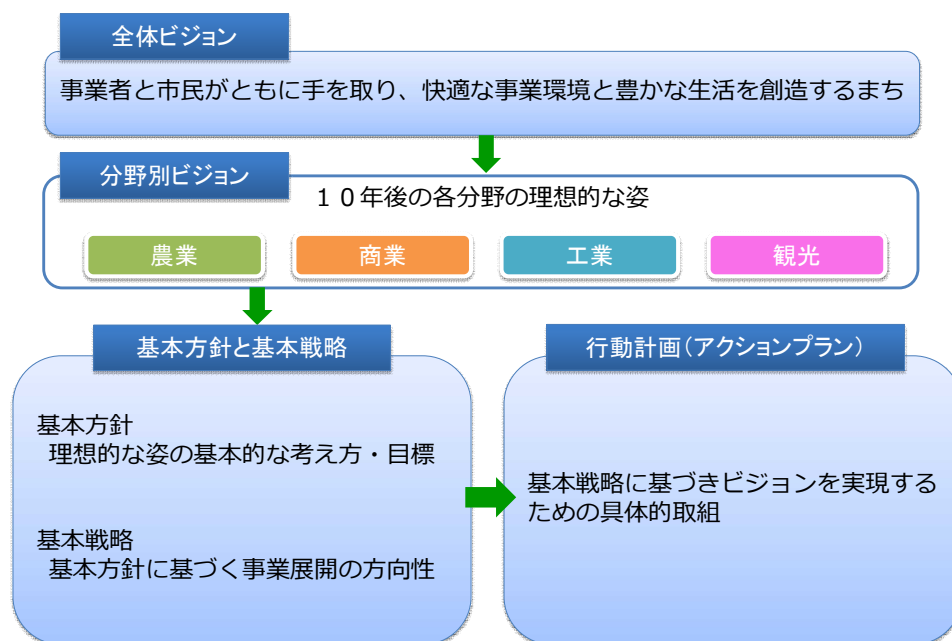 全体ビジョン
事業者と市民がともに手を取り、快適な事業環境と豊かな生活を創造するまち
分野別ビジョン
１０年後の各分野の理想的な姿
農業
商業
工業
観光
基本方針と基本戦略
基本方針
理想的な姿の基本的な考え方・目標
基本戦略
基本方針に基づく事業展開の方向性
行動計画（アクションプラン）
基本戦略に基づきビジョンを実現する
ための具体的取組